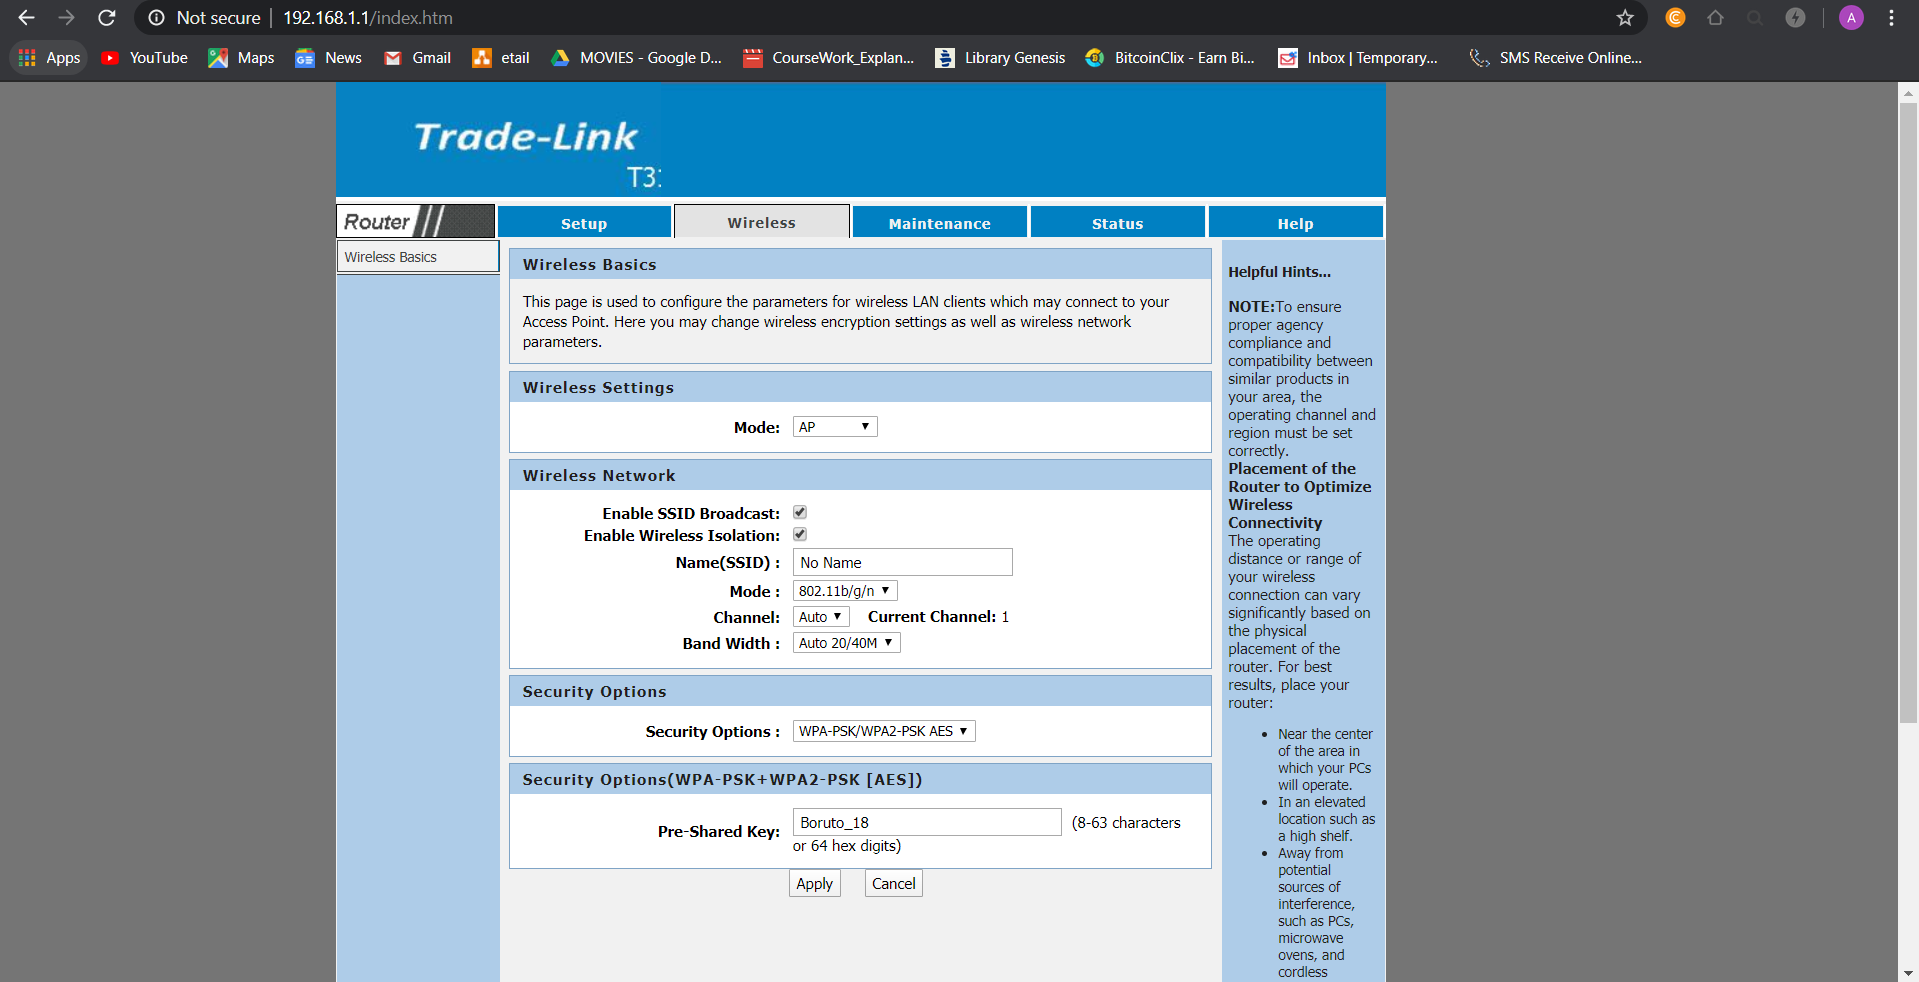 Not secure | 192.168.1.1/index.htm
A
Apps YouTube Maps News Gmail etail MOVIES - Google D... CourseWork_Explan... Library Genesis BitcoinClix - Earn Bi... Inbox | Temporary... SMS Receive Online...
Trade-Link
T3:
Router Setup Wireless Maintenance Status Help
Wireless Basics
Wireless Basics
This page is used to configure the parameters for wireless LAN clients which may connect to your
Access Point. Here you may change wireless encryption settings as well as wireless network
parameters.
Wireless Settings
Mode: AP
Wireless Network
Enable SSID Broadcast:
Enable Wireless Isolation:
Name(SSID) : No Name
Mode : 802.11b/g/n
Channel: Auto Current Channel: 1
Band Width : Auto 20/40M
Security Options
Security Options : WPA-PSK/WPA2-PSK AES
Security Options(WPA-PSK+WPA2-PSK [AES])
Pre-Shared Key: Boruto_18 (8-63 characters
or 64 hex digits)
Apply Cancel
Helpful Hints...
NOTE:To ensure
proper agency
compliance and
compatibility between
similar products in
your area, the
operating channel and
region must be set
correctly.
Placement of the
Router to Optimize
Wireless
Connectivity
The operating
distance or range of
your wireless
connection can vary
significantly based on
the physical
placement of the
router. For best
results, place your
router:
• Near the center
of the area in
which your PCs
will operate.
• In an elevated
location such as
a high shelf.
• Away from
potential
sources of
interference,
such as PCs,
microwave
ovens, and
cordless